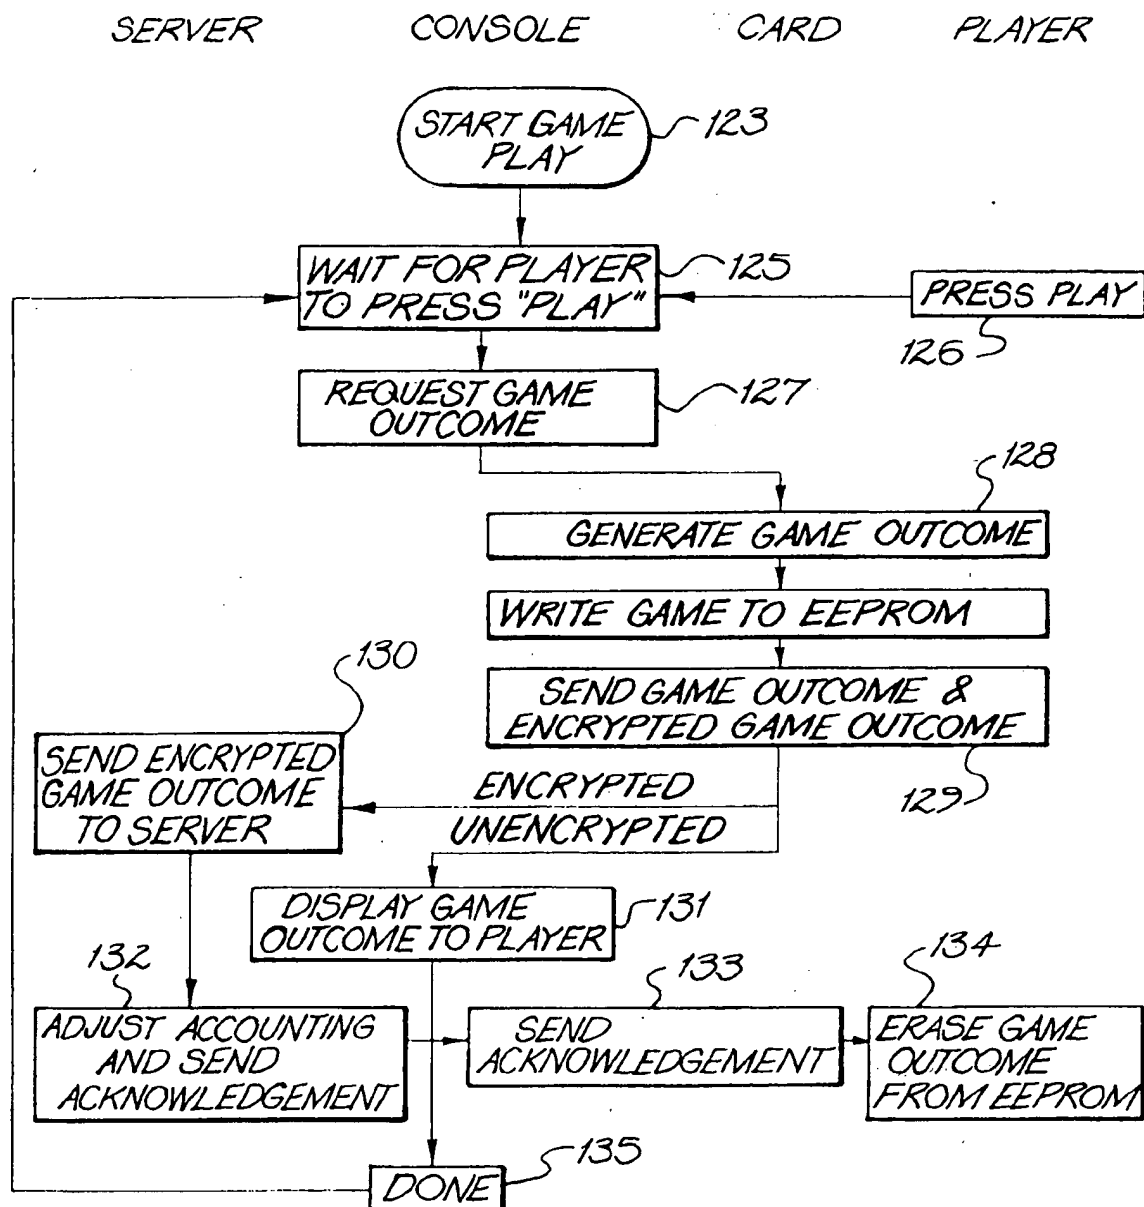 SERVER CONSOLE CARD PLAYER
START GAME
PLAY
123
WAIT FOR PLAYER
TO PRESS "PLAY"
125
PRESS PLAY
126
REQUEST GAME
OUTCOME
127
128
GENERATE GAME OUTCOME
WRITE GAME TO EEPROM
SEND GAME OUTCOME &
ENCRYPTED GAME OUTCOME
129
130
SEND ENCRYPTED
GAME OUTCOME
TO SERVER
ENCRYPTED
UNENCRYPTED
DISPLAY GAME
OUTCOME TO PLAYER
131
132
ADJUST ACCOUNTING
AND SEND
ACKNOWLEDGEMENT
133
SEND
ACKNOWLEDGEMENT
134
ERASE GAME
OUTCOME
FROM EEPROM
135
DONE